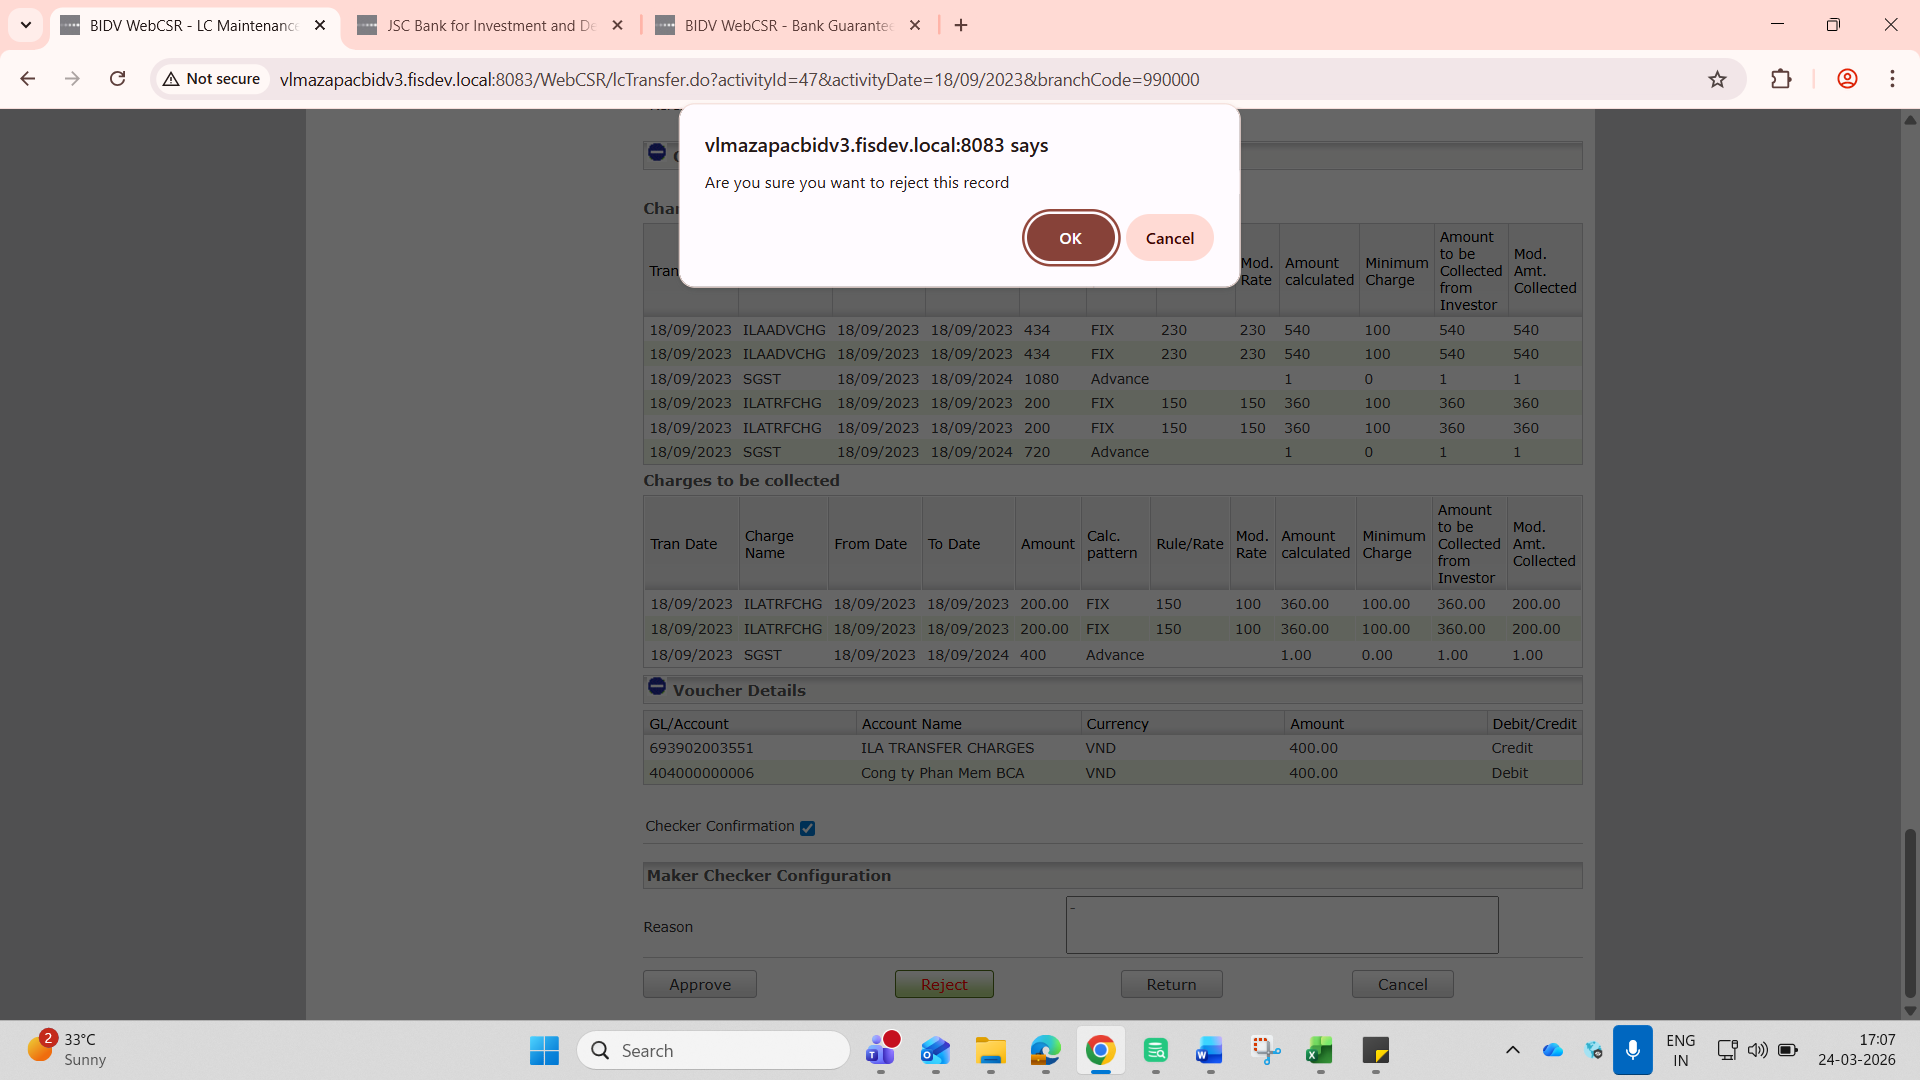 BIDV WebCSR - LC Maintenance
JSC Bank for Investment and De
BIDV WebCSR - Bank Guarantee
Not secure
vlmazapacbidv3.fisdev.local:8083/WebCSR/lcTransfer.do?activityId=47&activityDate=18/09/2023&branchCode=990000
vlmazapacbidv3.fisdev.local:8083 says
Are you sure you want to reject this record
OK
Cancel
Tran
Mod. Rate
Amount calculated
Minimum Charge
Amount to be Collected from Investor
Mod. Amt. Collected
18/09/2023 ILAADVCHG 18/09/2023 18/09/2023 434 FIX 230 230 540 100 540 540
18/09/2023 ILAADVCHG 18/09/2023 18/09/2023 434 FIX 230 230 540 100 540 540
18/09/2023 SGST 18/09/2023 18/09/2024 1080 Advance 1 0 1 1
18/09/2023 ILATRFCHG 18/09/2023 18/09/2023 200 FIX 150 150 360 100 360 360
18/09/2023 ILATRFCHG 18/09/2023 18/09/2023 200 FIX 150 150 360 100 360 360
18/09/2023 SGST 18/09/2023 18/09/2024 720 Advance 1 0 1 1
Charges to be collected
Tran Date
Charge Name
From Date
To Date
Amount
Calc. pattern
Rule/Rate
Mod. Rate
Amount calculated
Minimum Charge
Amount to be Collected from Investor
Mod. Amt. Collected
18/09/2023 ILATRFCHG 18/09/2023 18/09/2023 200.00 FIX 150 100 360.00 100.00 360.00 200.00
18/09/2023 ILATRFCHG 18/09/2023 18/09/2023 200.00 FIX 150 100 360.00 100.00 360.00 200.00
18/09/2023 SGST 18/09/2023 18/09/2024 400 Advance 1.00 0.00 1.00 1.00
Voucher Details
GL/Account Account Name Currency Amount Debit/Credit
693902003551 ILA TRANSFER CHARGES VND 400.00 Credit
404000000006 Cong ty Phan Mem BCA VND 400.00 Debit
Checker Confirmation
Maker Checker Configuration
Reason
-
Approve Reject Return Cancel
2
33°C
Sunny
Search
ENG
IN
17:07
24-03-2026